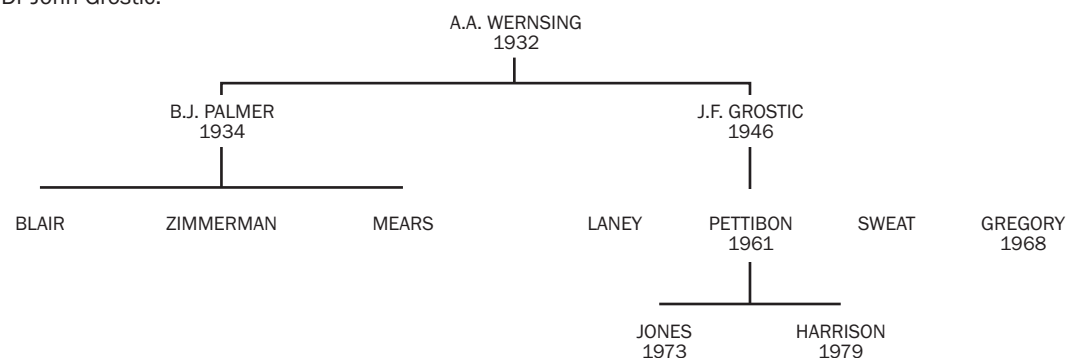 Dr John Grostic.
A.A. WERNSING
1932
B.J. PALMER
1934
J.F. GROSTIC
1946
BLAIR
ZIMMERMAN
MEARS
LANEY
PETTIBON
1961
SWEAT
GREGORY
1968
JONES
1973
HARRISON
1979